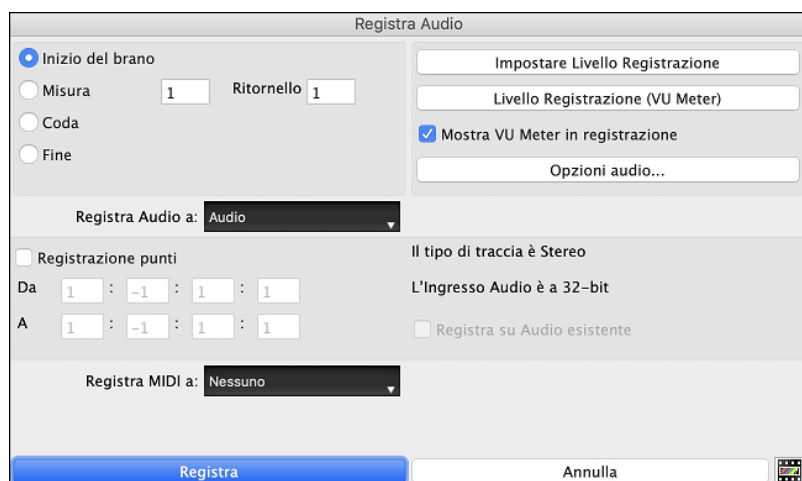 Registra Audio
Inizio del brano
Misura 1 Ritornello 1
Coda
Fine
Impostare Livello Registrazione
Livello Registrazione (VU Meter)
Mostra VU Meter in registrazione
Opzioni audio...
Registra Audio a: Audio
Registrazione punti
Da 1 : -1 : 1 : 1
A 1 : -1 : 1 : 1
Il tipo di traccia è Stereo
L'Ingresso Audio è a 32-bit
Registra su Audio esistente
Registra MIDI a: Nessuno
Registra
Annulla